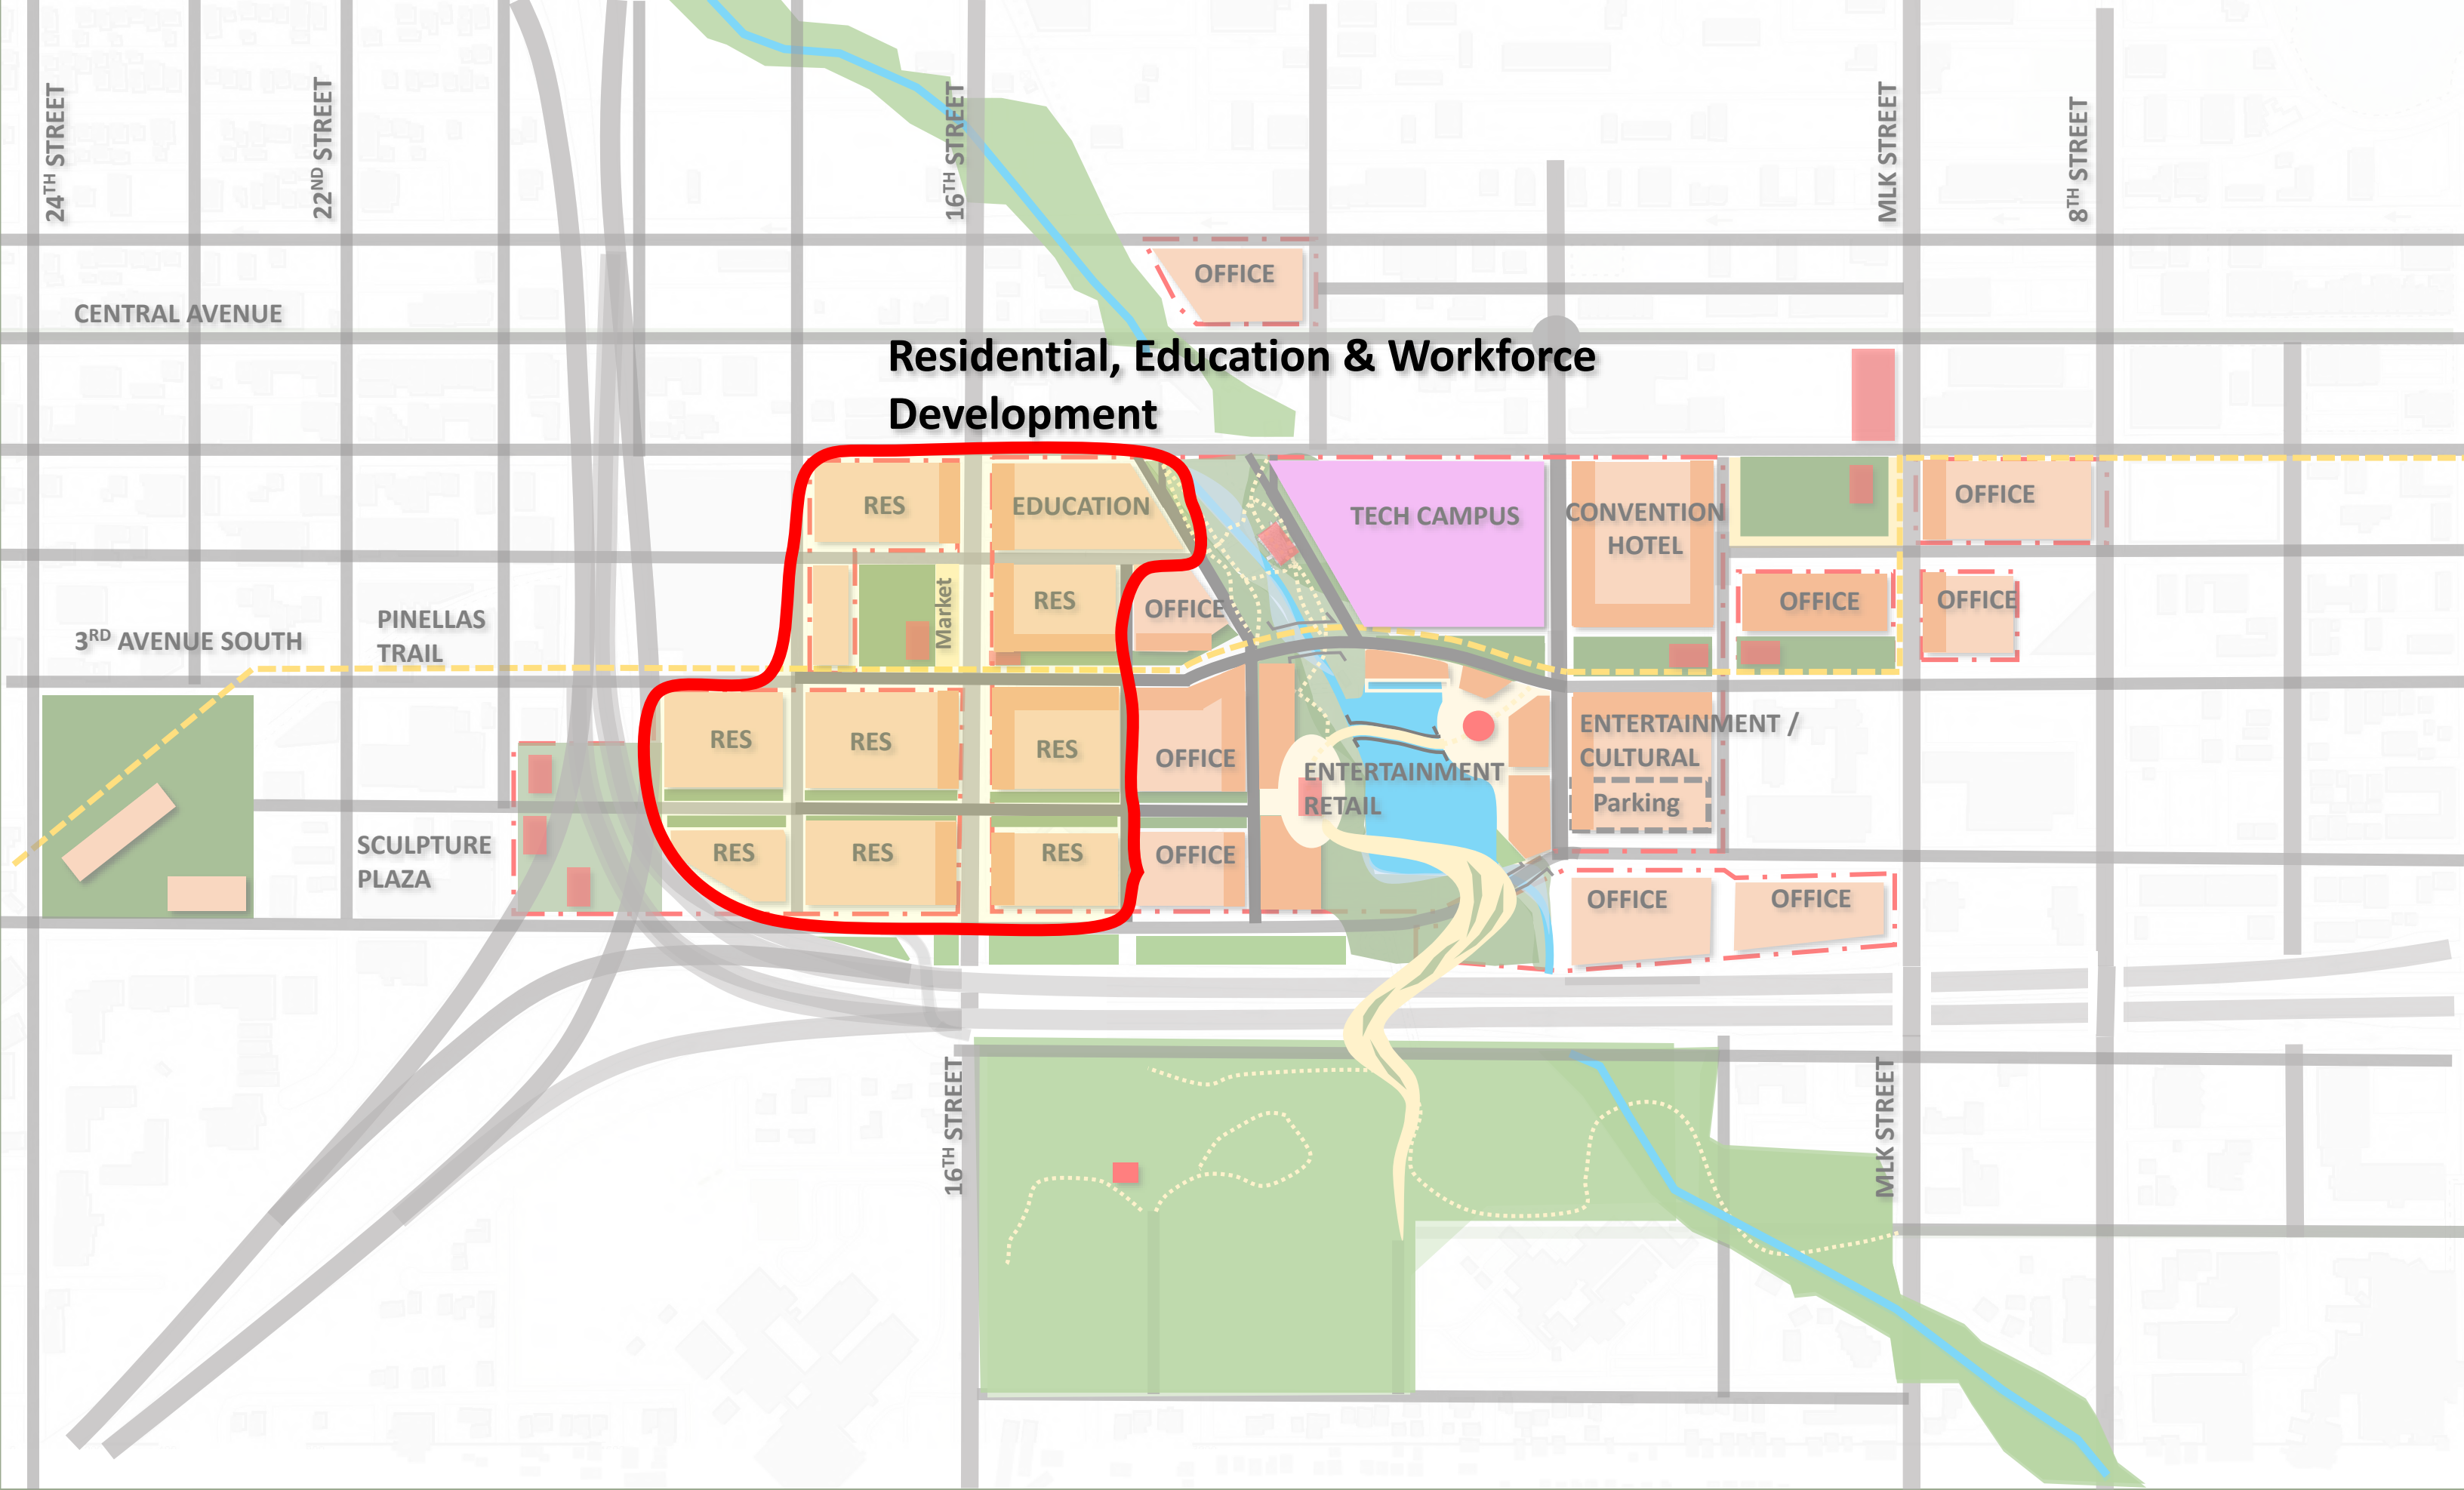 24TH STREET
22ND STREET
16TH STREET
MLK STREET
8TH STREET
OFFICE
CENTRAL AVENUE
Residential, Education & Workforce
Development
RES
EDUCATION
TECH CAMPUS
CONVENTION
HOTEL
OFFICE
Market
RES
OFFICE
OFFICE
OFFICE
3RD AVENUE SOUTH
PINELLAS
TRAIL
RES
RES
RES
OFFICE
ENTERTAINMENT
RETAIL
ENTERTAINMENT /
CULTURAL
Parking
SCULPTURE
PLAZA
RES
RES
RES
OFFICE
OFFICE
OFFICE
16TH STREET
MLK STREET